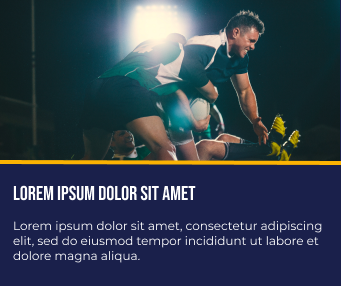 LOREM IPSUM DOLOR SIT AMET
Lorem ipsum dolor sit amet, consectetur adipiscing
elit, sed do eiusmod tempor incididunt ut labore et
dolore magna aliqua.